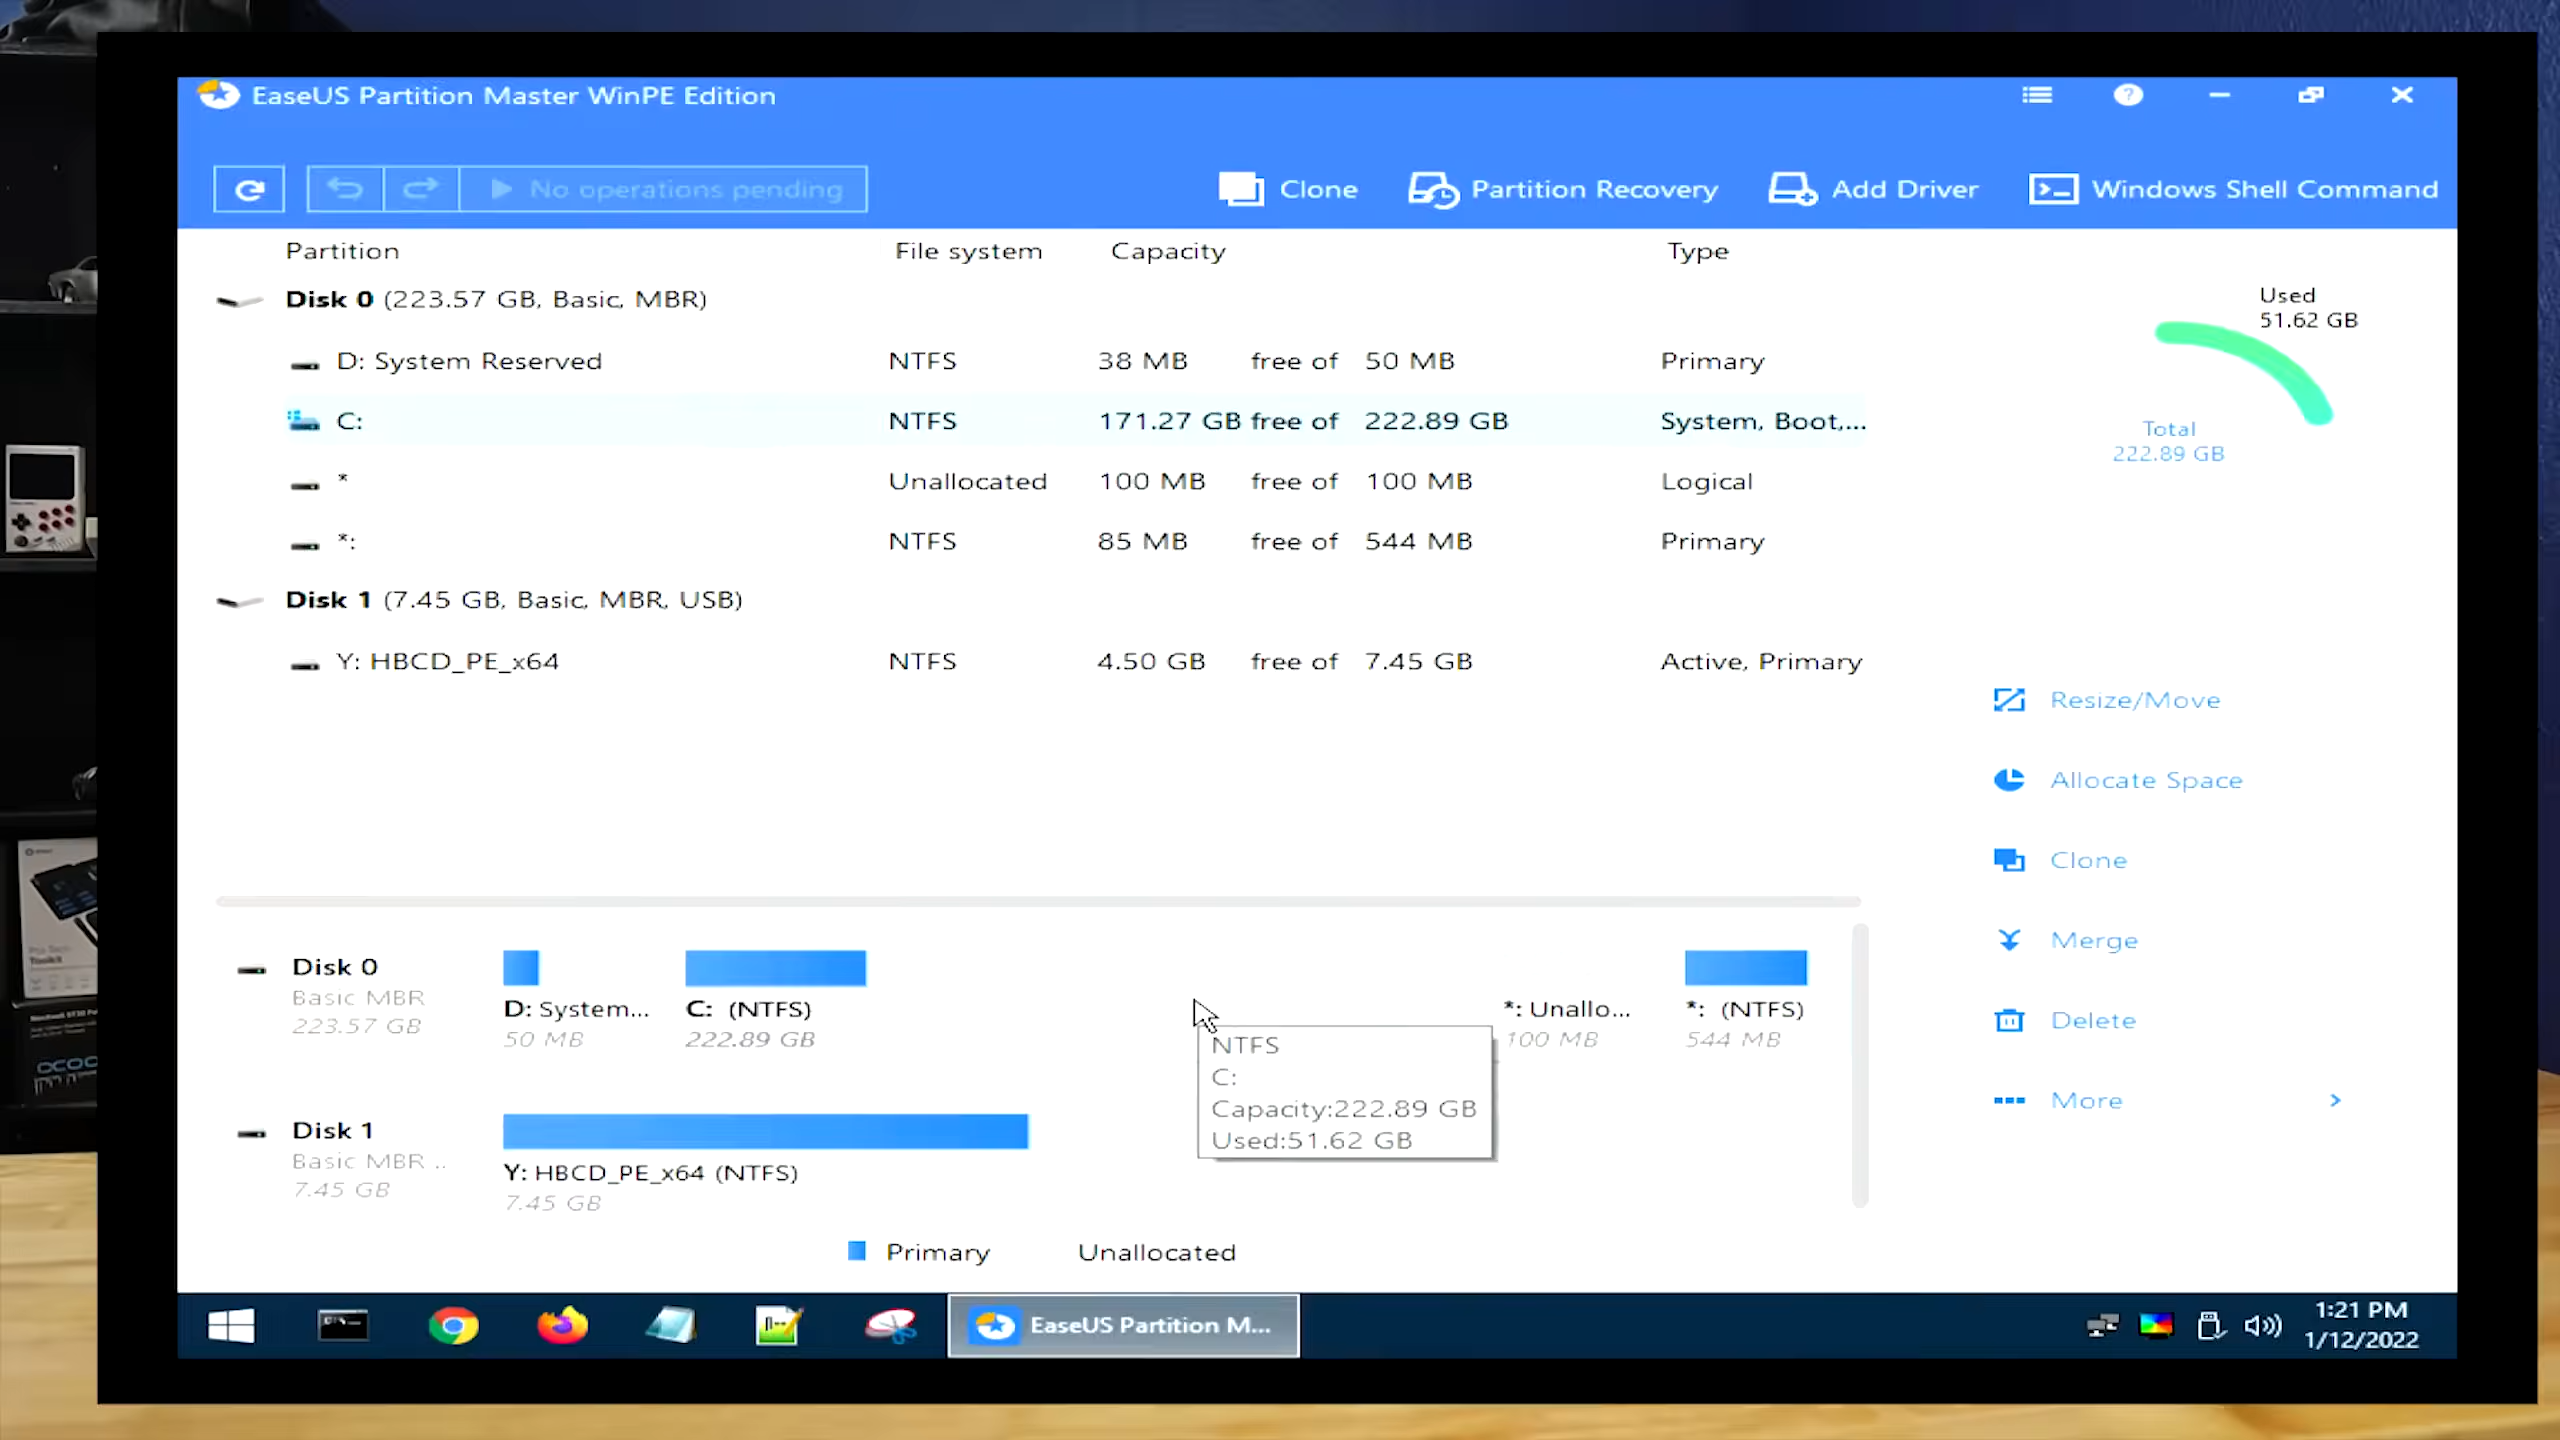 EaseUS Partition Master WinPE Edition
No operations pending
Clone
Partition Recovery
Add Driver
Windows Shell Command
Partition File system Capacity Type
Disk 0 (223.57 GB, Basic, MBR)
D: System Reserved NTFS 38 MB free of 50 MB Primary
C: NTFS 171.27 GB free of 222.89 GB System, Boot,...
* Unallocated 100 MB free of 100 MB Logical
*: NTFS 85 MB free of 544 MB Primary
Disk 1 (7.45 GB, Basic, MBR, USB)
Y: HBCD_PE_x64 NTFS 4.50 GB free of 7.45 GB Active, Primary
Used
51.62 GB
Total
222.89 GB
Resize/Move
Allocate Space
Clone
Merge
Delete
More
Disk 0
Basic MBR
223.57 GB
D: System...
50 MB
C: (NTFS)
222.89 GB
*: Unallo...
100 MB
*: (NTFS)
544 MB
NTFS
C:
Capacity:222.89 GB
Used:51.62 GB
Disk 1
Basic MBR ..
7.45 GB
Y: HBCD_PE_x64 (NTFS)
7.45 GB
Primary
Unallocated
EaseUS Partition M...
1:21 PM
1/12/2022